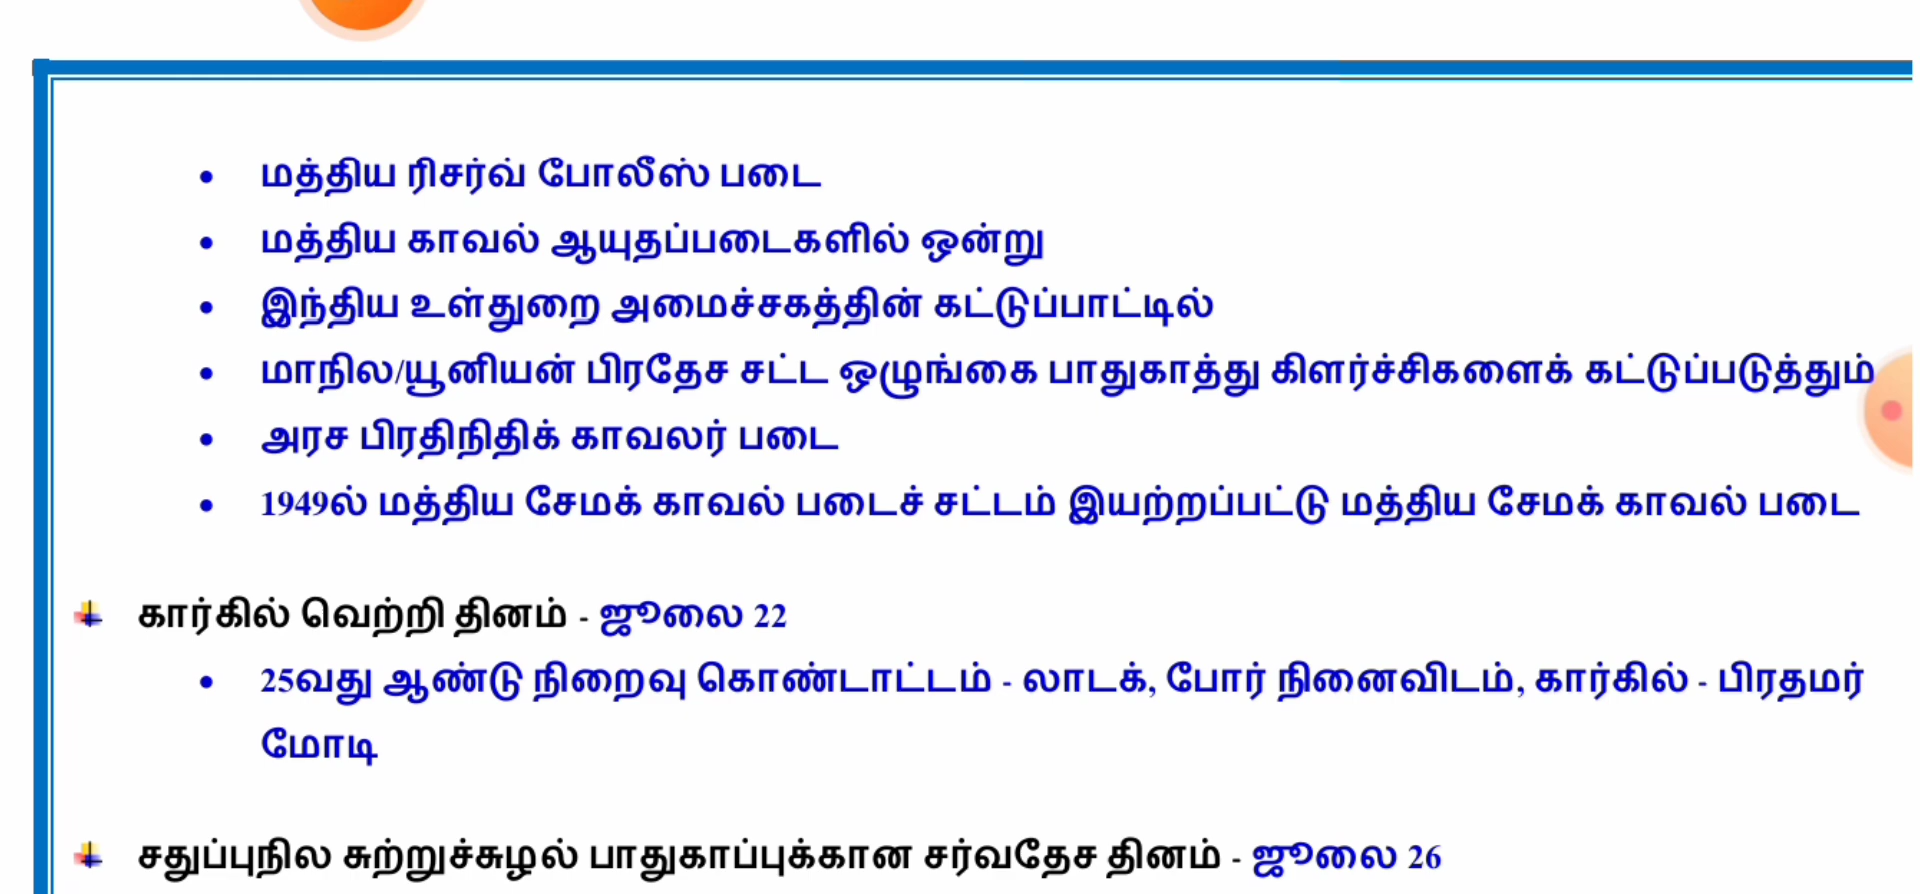 மத்திய ரிசர்வ் போலீஸ் படை
மத்திய காவல் ஆயுதப்படைகளில் ஒன்று
இந்திய உள்துறை அமைச்சகத்தின் கட்டுப்பாட்டில்
மாநில/யூனியன் பிரதேச சட்ட ஒழுங்கை பாதுகாத்து கிளர்ச்சிகளைக் கட்டுப்படுத்தும்
அரச பிரதிநிதிக் காவலர் படை
1949ல் மத்திய சேமக் காவல் படைச் சட்டம் இயற்றப்பட்டு மத்திய சேமக் காவல் படை
கார்கில் வெற்றி தினம் - ஜூலை 22
25வது ஆண்டு நிறைவு கொண்டாட்டம் - லாடக், போர் நினைவிடம், கார்கில் - பிரதமர்
மோடி
சதுப்புநில சுற்றுச்சுழல் பாதுகாப்புக்கான சர்வதேச தினம் - ஜூலை 26